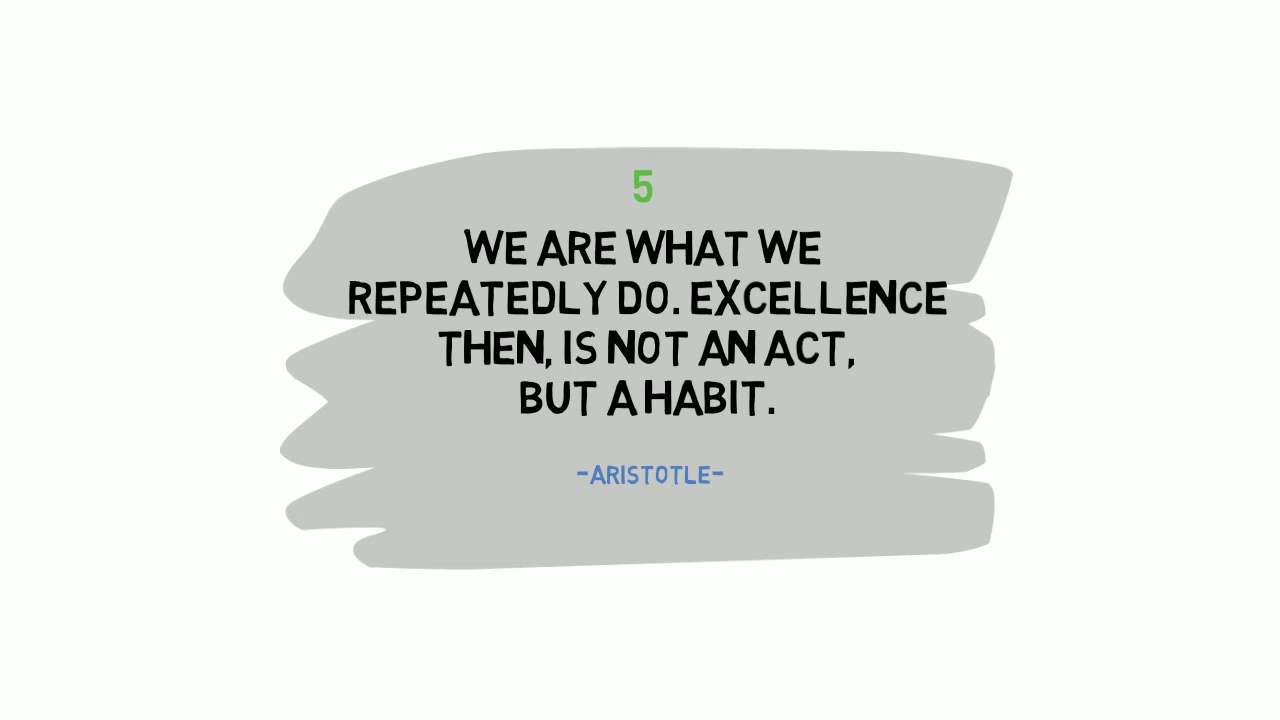 5
WE ARE WHAT WE
REPEATEDLY DO. EXCELLENCE
THEN, IS NOT AN ACT,
BUT A HABIT.
-ARISTOTLE-